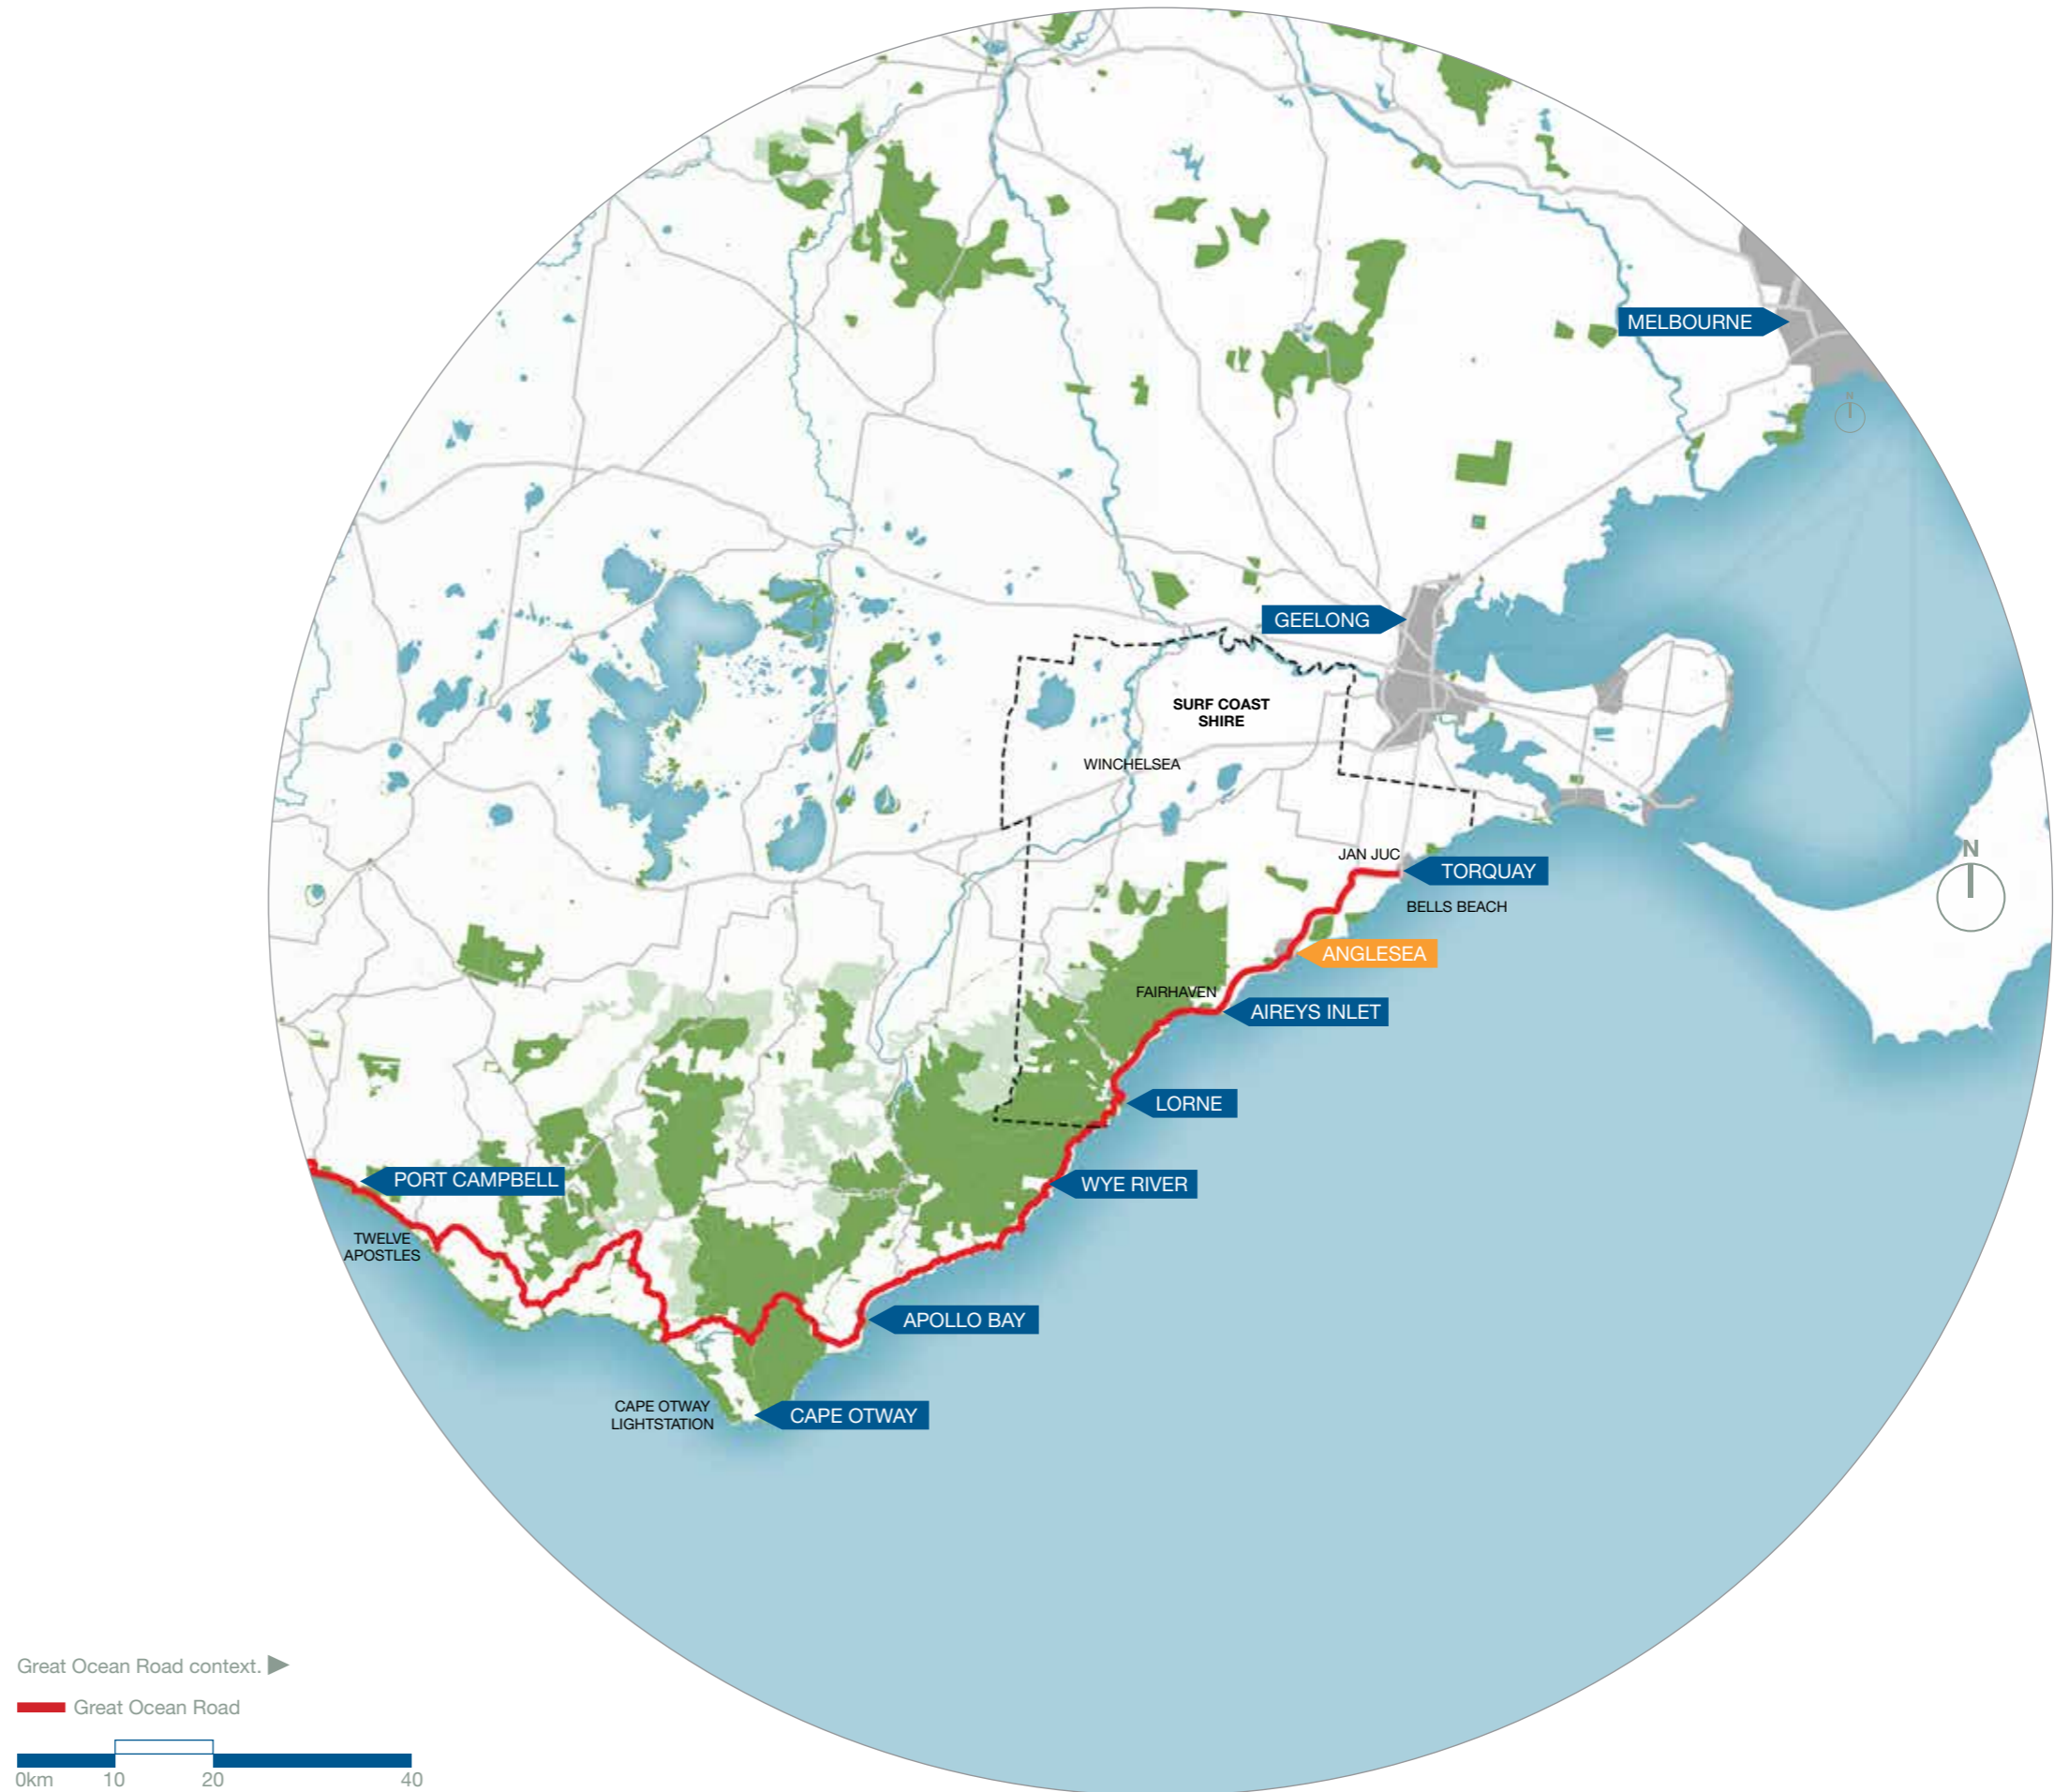 MELBOURNE
N
GEELONG
SURF COAST
SHIRE
WINCHELSEA
N
JAN JUC
TORQUAY
BELLS BEACH
ANGLESEA
FAIRHAVEN
AIREYS INLET
LORNE
PORT CAMPBELL
WYE RIVER
TWELVE
APOSTLES
APOLLO BAY
CAPE OTWAY
LIGHTSTATION
CAPE OTWAY
Great Ocean Road context.
Great Ocean Road
0km 10 20 40